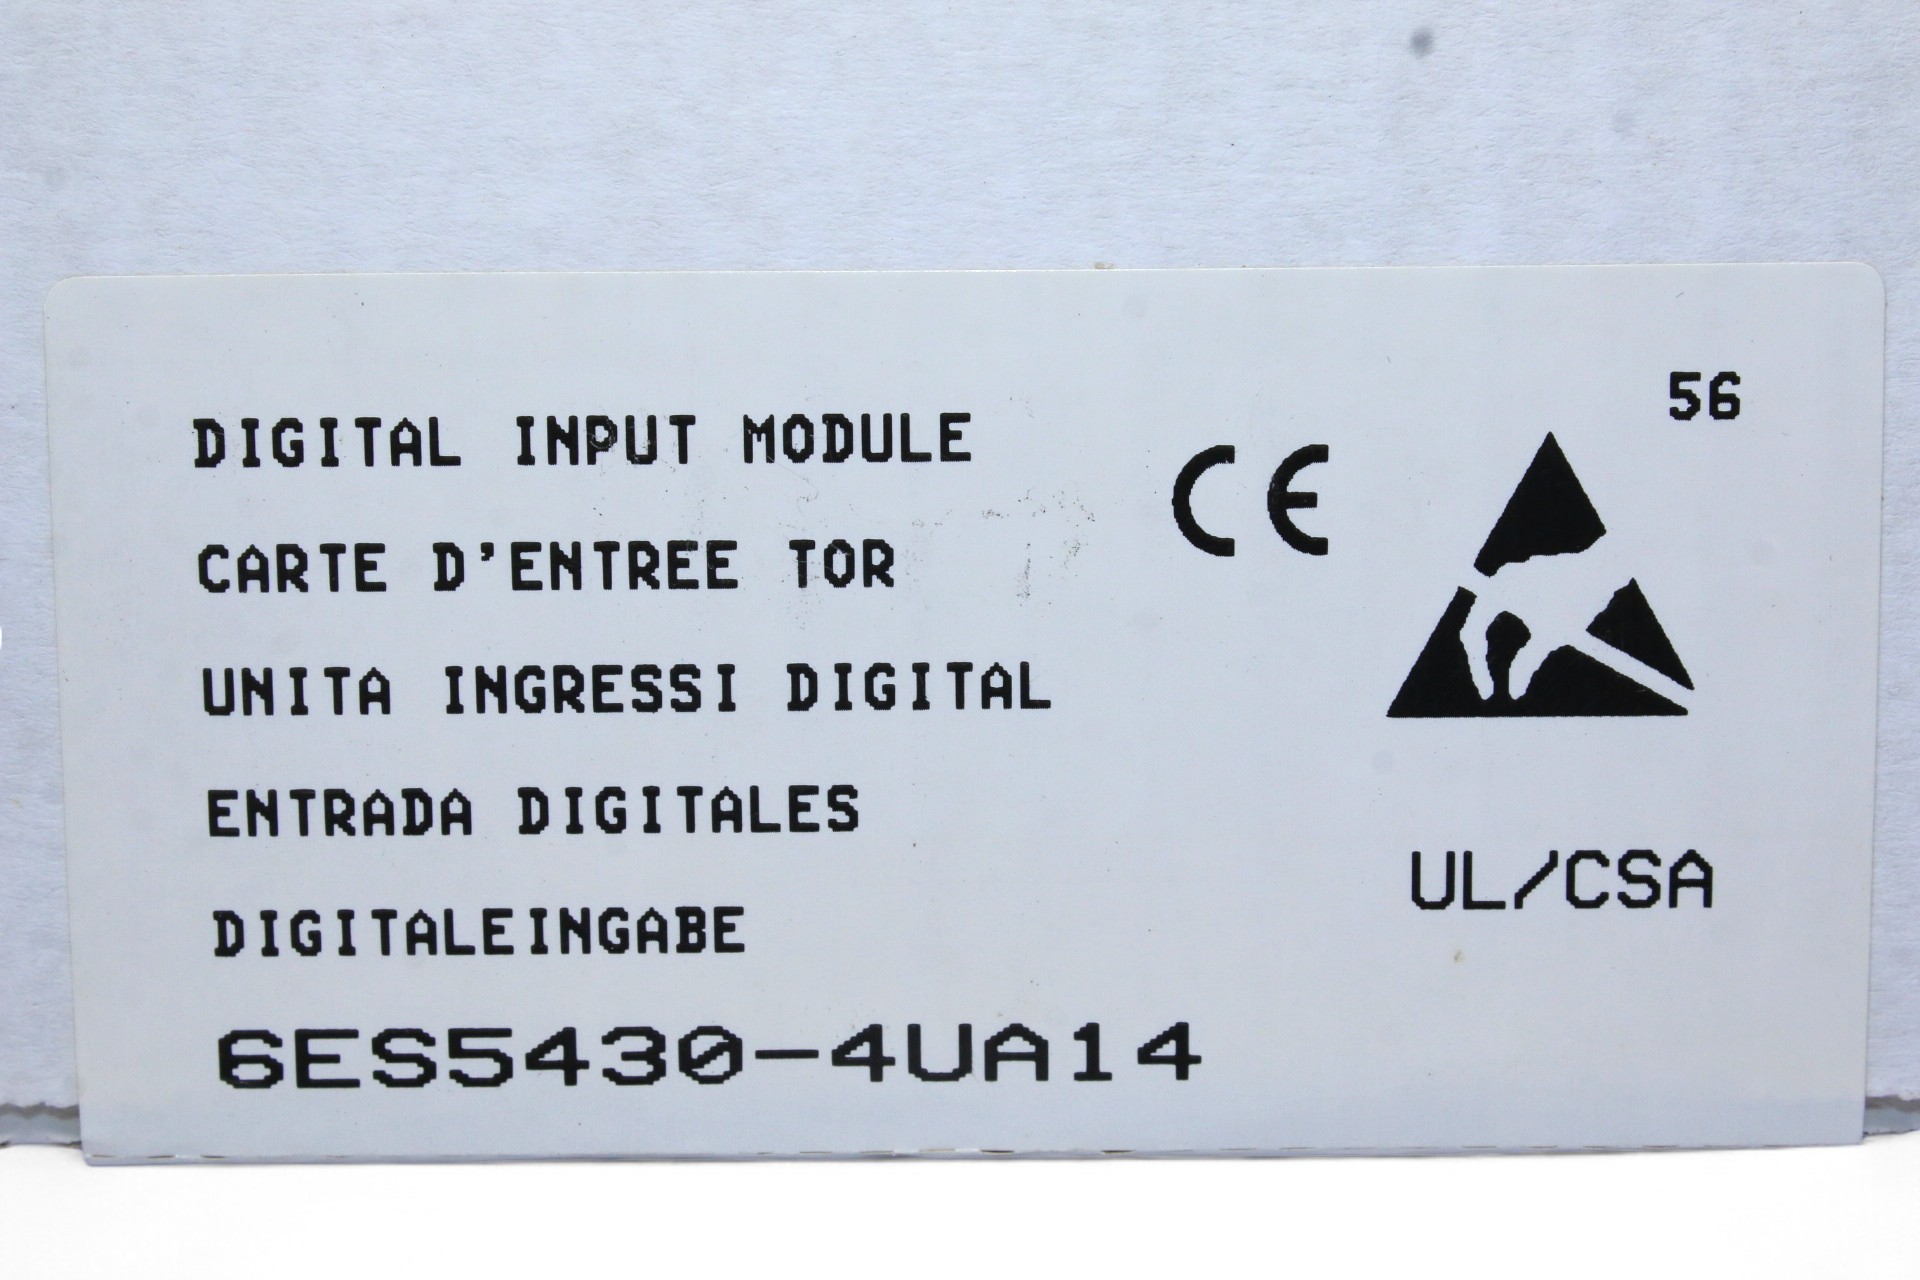 56
DIGITAL INPUT MODULE
CE
CARTE D'ENTREE TOR
UNITA INGRESSI DIGITAL
ENTRADA DIGITALES
UL/CSA
DIGITALEINGABE
6ES5430-4UA14